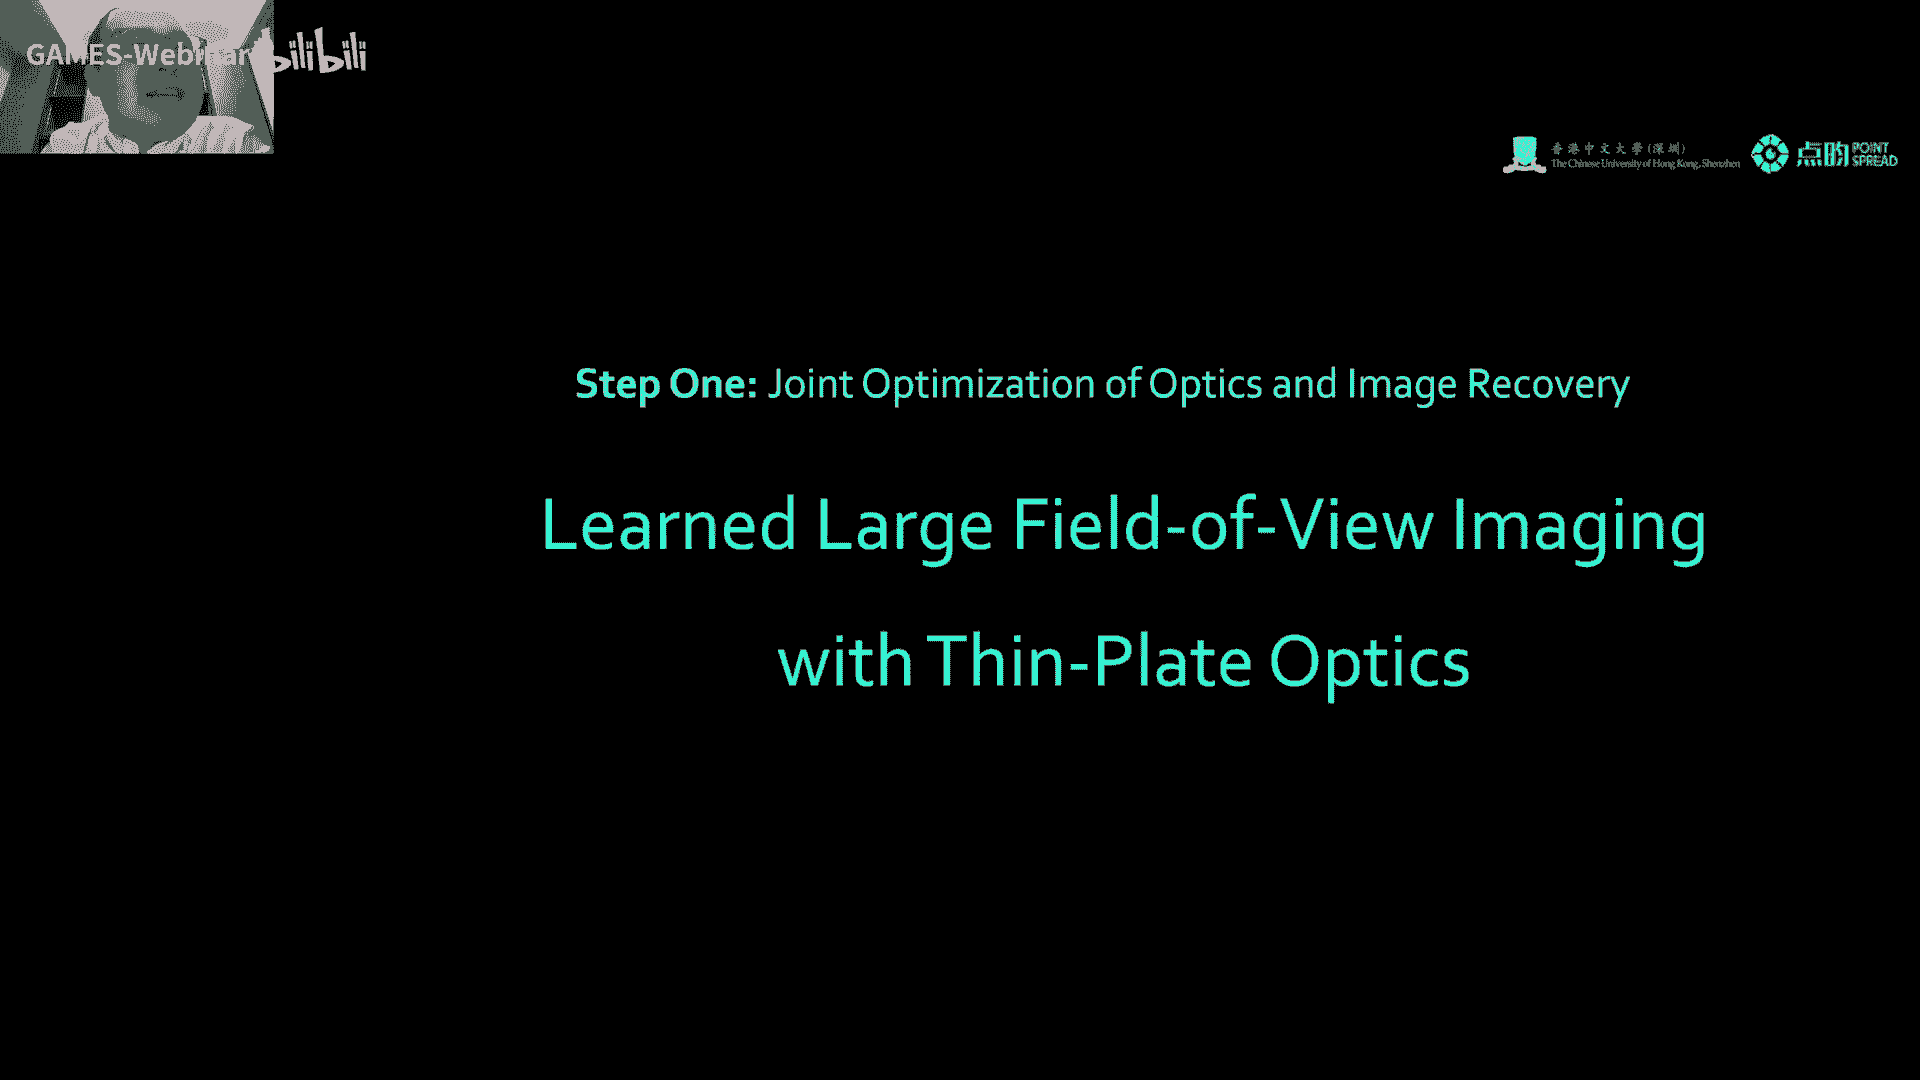 GAMES-Webinar
bilibili
香港中文大學(深圳)
The Chinese University of Hong Kong, Shenzhen
点昀
POINT
SPREAD
Step One: Joint Optimization of Optics and Image Recovery
Learned Large Field-of-View Imaging
with Thin-Plate Optics